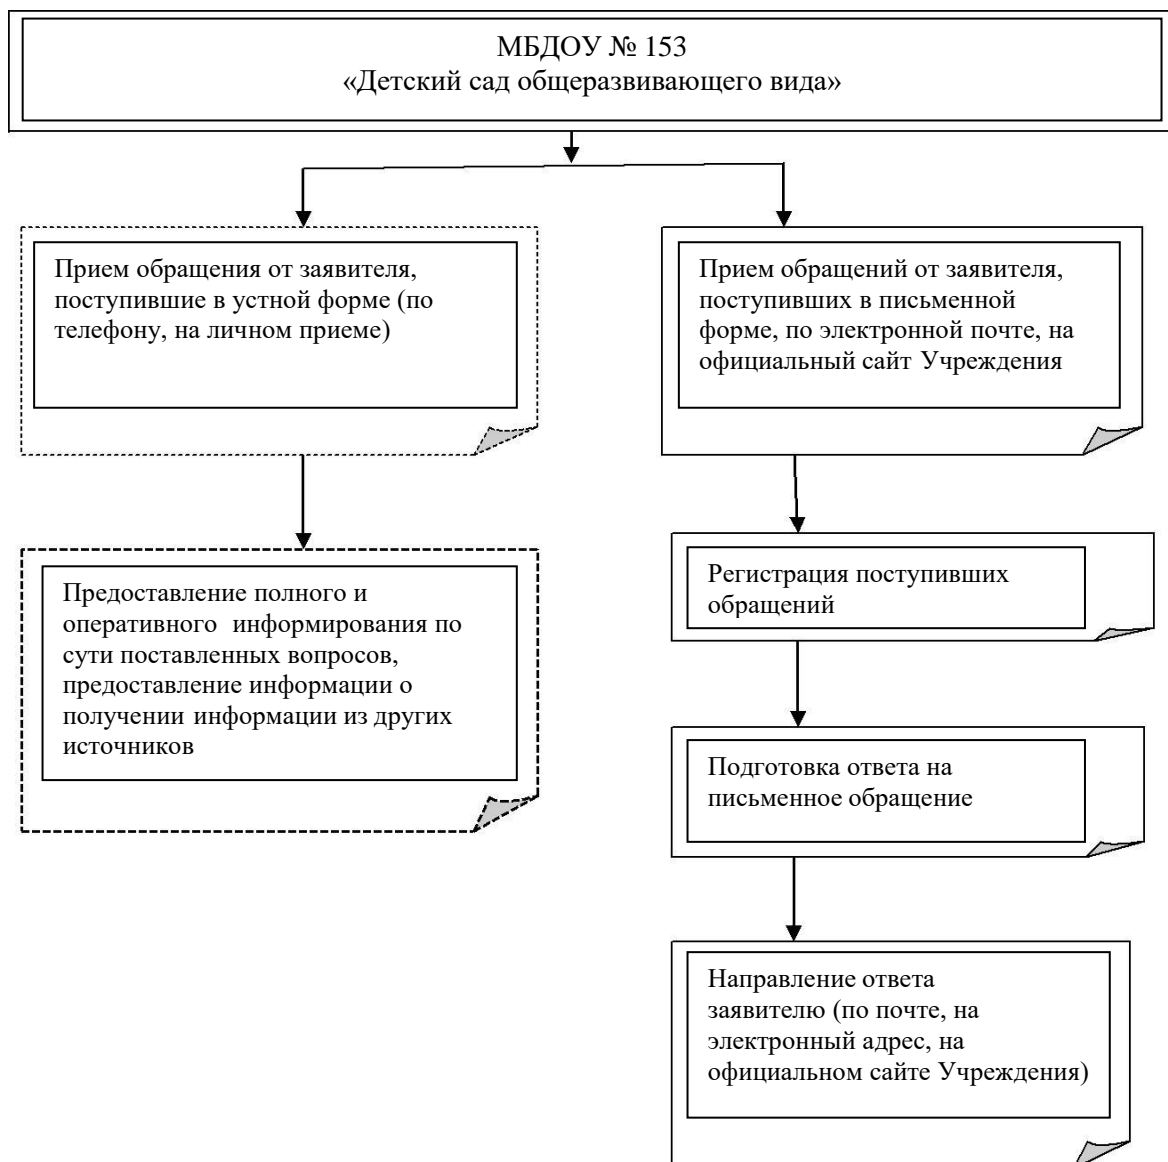 МБДОУ № 153
«Детский сад общеразвивающего вида»
Прием обращения от заявителя,
поступившие в устной форме (по
телефону, на личном приеме)
Прием обращений от заявителя,
поступивших в письменной
форме, по электронной почте, на
официальный сайт Учреждения
Предоставление полного и
оперативного информирования по
сути поставленных вопросов,
предоставление информации о
получении информации из других
источников
Регистрация поступивших
обращений
Подготовка ответа на
письменное обращение
Направление ответа
заявителю (по почте, на
электронный адрес, на
официальном сайте Учреждения)